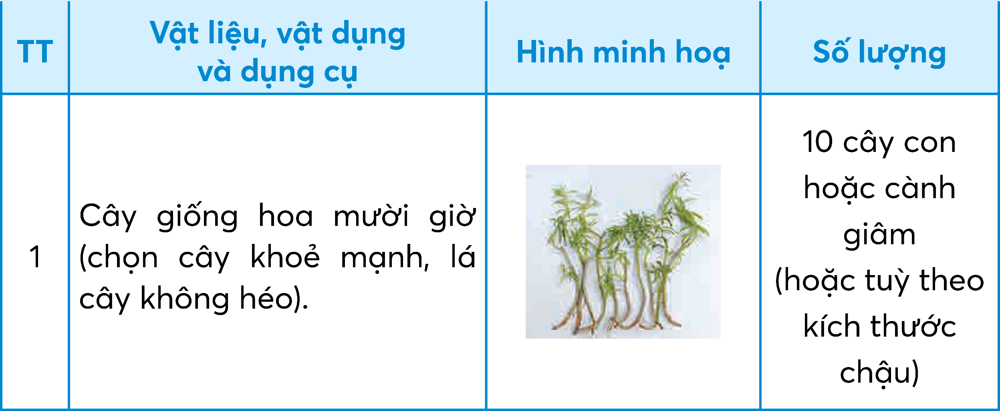 TT
Vật liệu, vật dụng
và dụng cụ
Hình minh hoạ
Số lượng
1
Cây giống hoa mười giờ
(chọn cây khoẻ mạnh, lá
cây không héo).
10 cây con
hoặc cành
giâm
(hoặc tuỳ theo
kích thước
chậu)